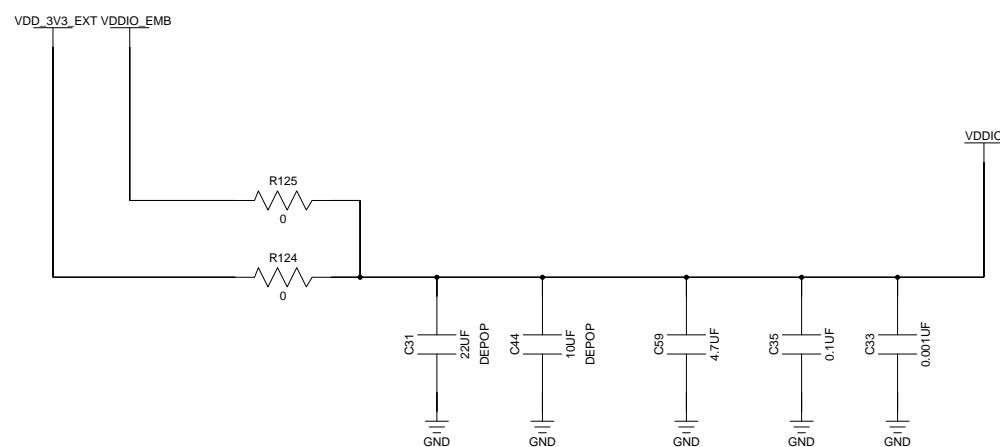 VDD_3V3_EXT VDDIO_EMB
VDDIO
R125
0
R124
0
C31
22UF
DEPOP
C44
10UF
DEPOP
C59
4.7UF
C35
0.1UF
C33
0.001UF
GND
GND
GND
GND
GND